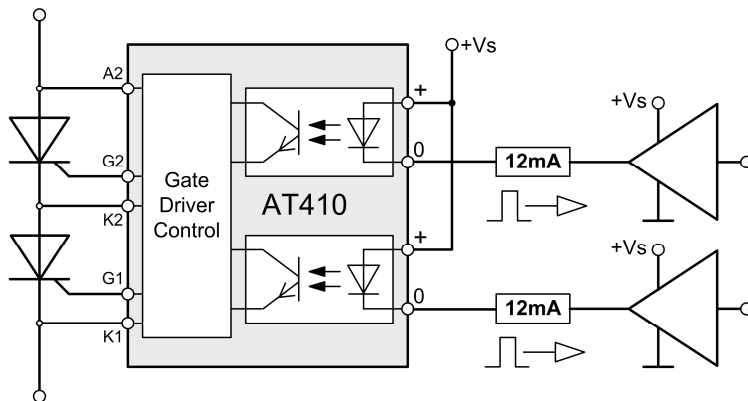 +Vs
A2
+
+Vs
0
12mA
G2
Gate
Driver
Control
AT410
K2
+
+Vs
G1
0
12mA
K1